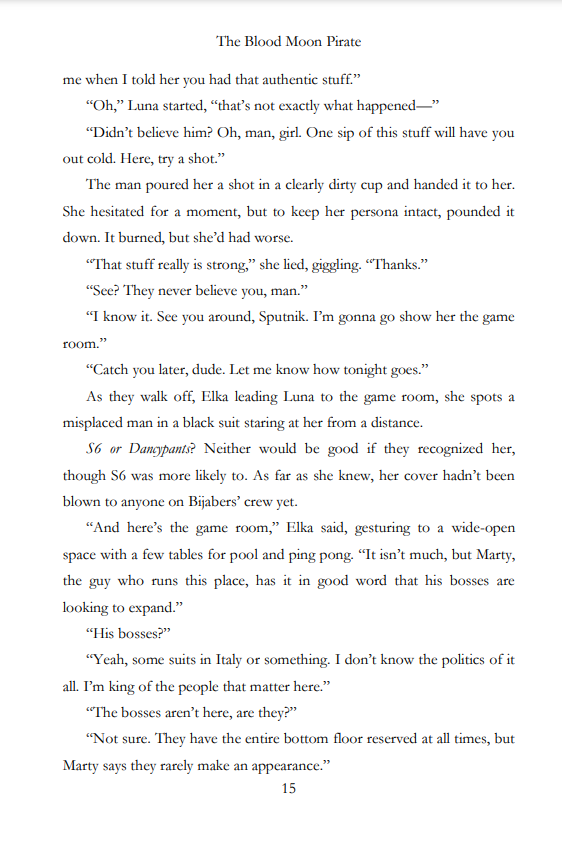 The Blood Moon Pirate
me when I told her you had that authentic stuff.”
“Oh,” Luna started, “that’s not exactly what happened—”
“Didn’t believe him? Oh, man, girl. One sip of this stuff will have you
out cold. Here, try a shot.”
The man poured her a shot in a clearly dirty cup and handed it to her.
She hesitated for a moment, but to keep her persona intact, pounded it
down. It burned, but she’d had worse.
“That stuff really is strong,” she lied, giggling. “Thanks.”
“See? They never believe you, man.”
“I know it. See you around, Sputnik. I’m gonna go show her the game
room.”
“Catch you later, dude. Let me know how tonight goes.”
As they walk off, Elka leading Luna to the game room, she spots a
misplaced man in a black suit staring at her from a distance.
S6 or Dancypants? Neither would be good if they recognized her,
though S6 was more likely to. As far as she knew, her cover hadn’t been
blown to anyone on Bijabers’ crew yet.
“And here’s the game room,” Elka said, gesturing to a wide-open
space with a few tables for pool and ping pong. “It isn’t much, but Marty,
the guy who runs this place, has it in good word that his bosses are
looking to expand.”
“His bosses?”
“Yeah, some suits in Italy or something. I don’t know the politics of it
all. I’m king of the people that matter here.”
“The bosses aren’t here, are they?”
“Not sure. They have the entire bottom floor reserved at all times, but
Marty says they rarely make an appearance.”
15